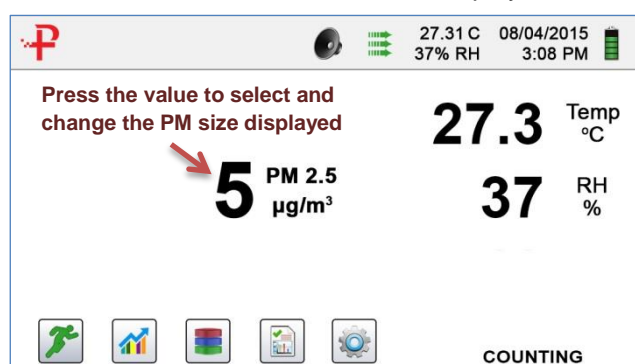 27.31 C 08/04/2015
37% RH 3:08 PM
Press the value to select and
change the PM size displayed
27.3 Temp
ºC
5 PM 2.5
µg/m³
37 RH
%
COUNTING